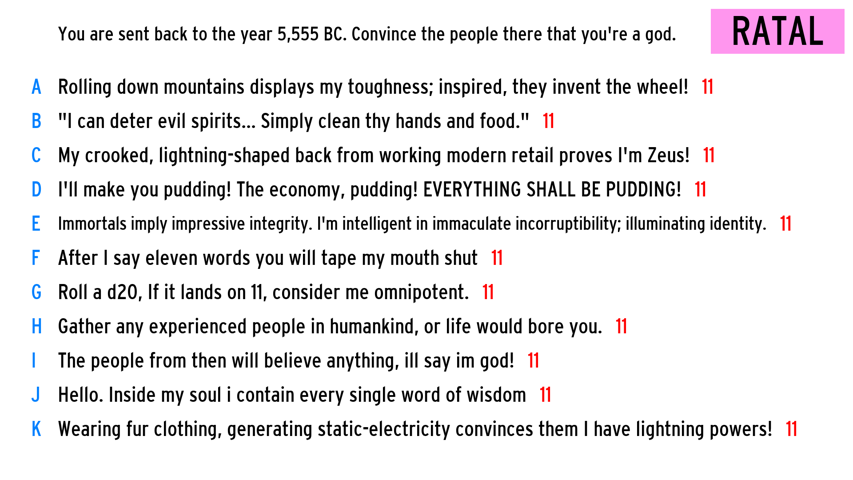 You are sent back to the year 5,555 BC. Convince the people there that you're a god.
RATAL
A Rolling down mountains displays my toughness; inspired, they invent the wheel! 11
B "I can deter evil spirits... Simply clean thy hands and food." 11
C My crooked, lightning-shaped back from working modern retail proves I'm Zeus! 11
D I'll make you pudding! The economy, pudding! EVERYTHING SHALL BE PUDDING! 11
E Immortals imply impressive integrity. I'm intelligent in immaculate incorruptibility; illuminating identity. 11
F After I say eleven words you will tape my mouth shut 11
G Roll a d20, If it lands on 11, consider me omnipotent. 11
H Gather any experienced people in humankind, or life would bore you. 11
I The people from then will believe anything, ill say im god! 11
J Hello. Inside my soul i contain every single word of wisdom 11
K Wearing fur clothing, generating static-electricity convinces them I have lightning powers! 11